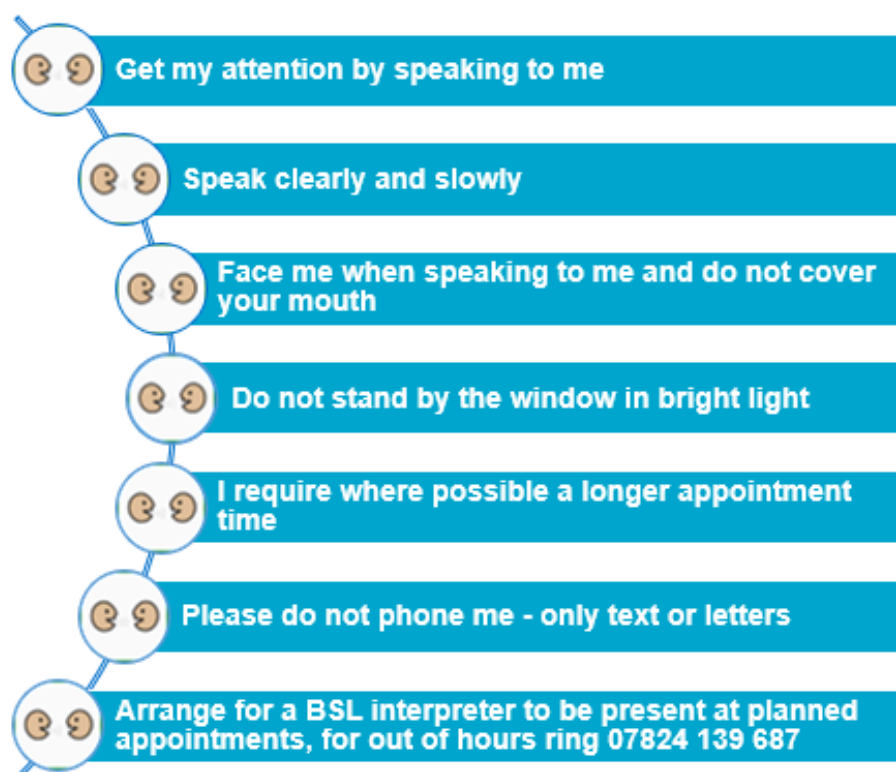 Get my attention by speaking to me
Speak clearly and slowly
Face me when speaking to me and do not cover
your mouth
Do not stand by the window in bright light
I require where possible a longer appointment
time
Please do not phone me - only text or letters
Arrange for a BSL interpreter to be present at planned
appointments, for out of hours ring 07824 139 687